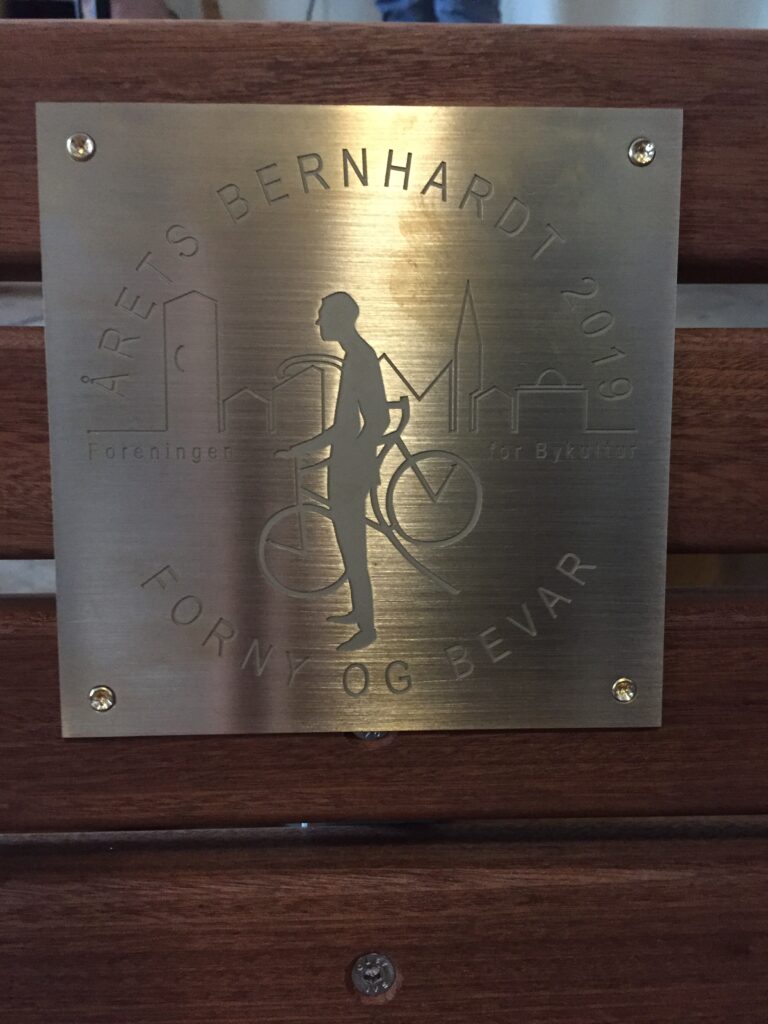 ÅRETS BERNHARDT 2019
Foreningen for Bykultur
FORNY OG BEVAR